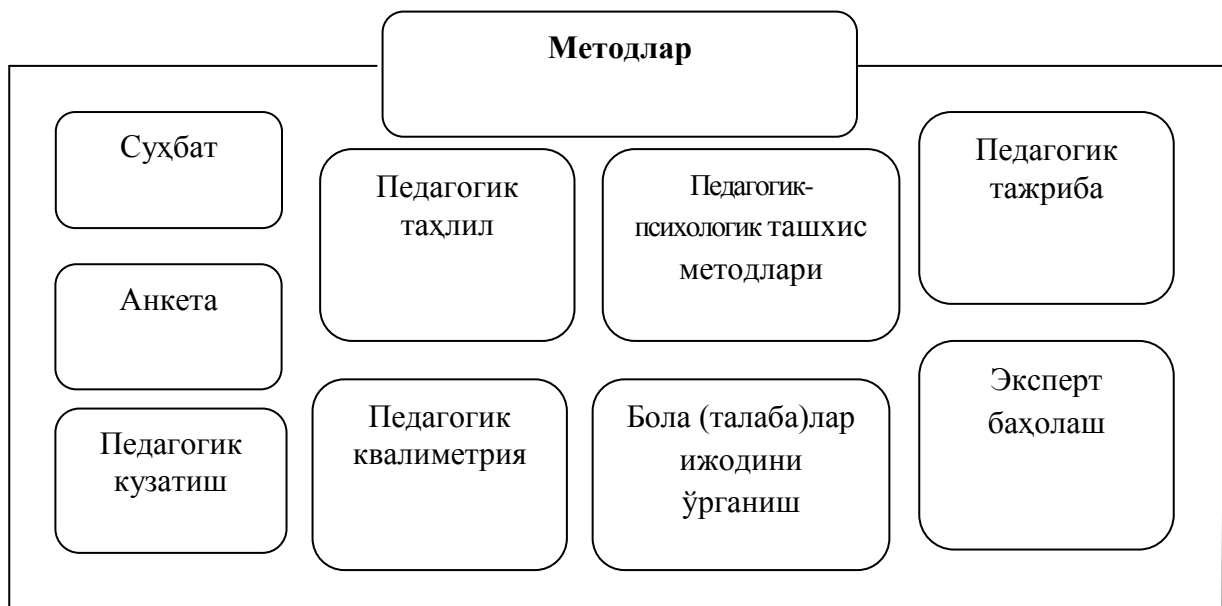 Методлар
Суҳбат
Анкета
Педагогик
кузатиш
Педагогик
таҳлил
Педагогик
квалиметрия
Педагогик-
психологик ташхис
методлари
Бола (талаба)лар
ижодини
ўрганиш
Педагогик
тажриба
Эксперт
баҳолаш